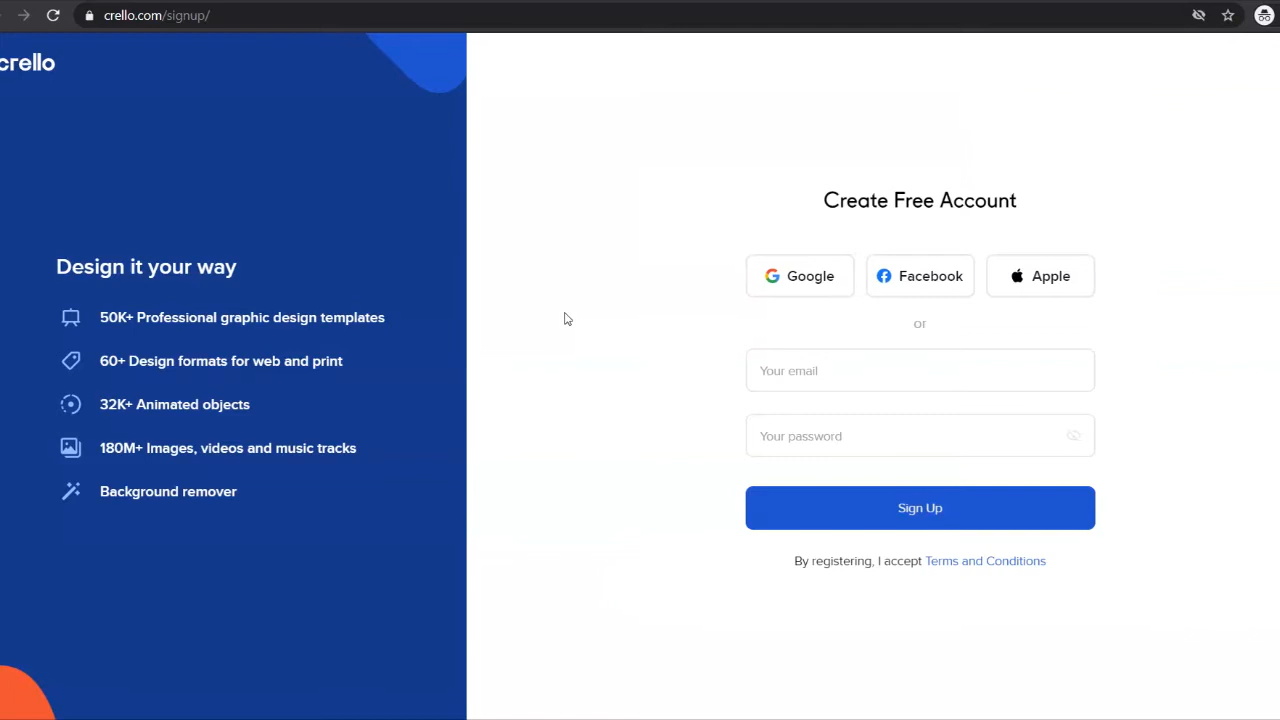 crello.com/signup/
crello
Design it your way
50K+ Professional graphic design templates
60+ Design formats for web and print
32K+ Animated objects
180M+ Images, videos and music tracks
Background remover
Create Free Account
Google
Facebook
Apple
or
Your email
Your password
Sign Up
By registering, I accept Terms and Conditions